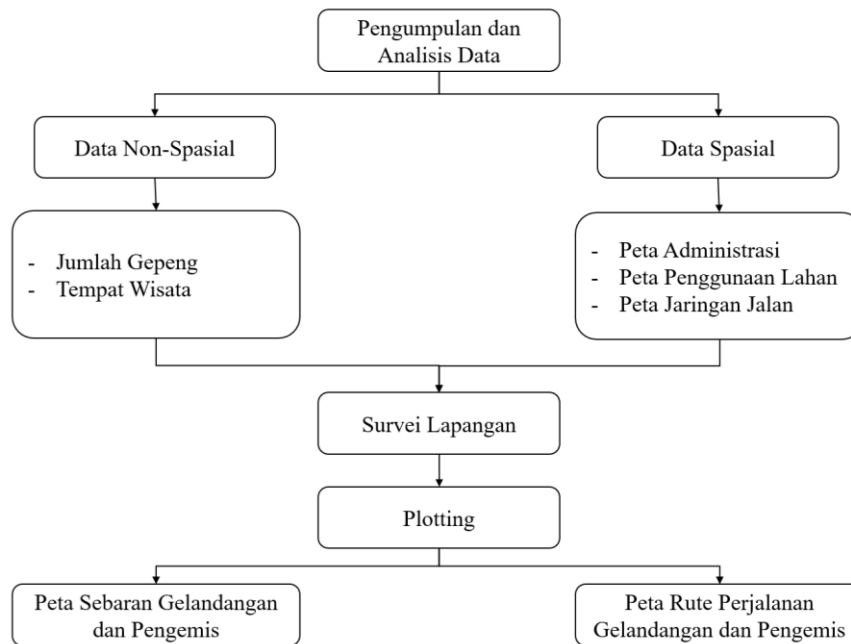 Pengumpulan dan
Analisis Data
Data Non-Spasial
Data Spasial
- Jumlah Gepeng
- Tempat Wisata
- Peta Administrasi
- Peta Penggunaan Lahan
- Peta Jaringan Jalan
Survei Lapangan
Plotting
Peta Sebaran Gelandangan
dan Pengemis
Peta Rute Perjalanan
Gelandangan dan Pengemis